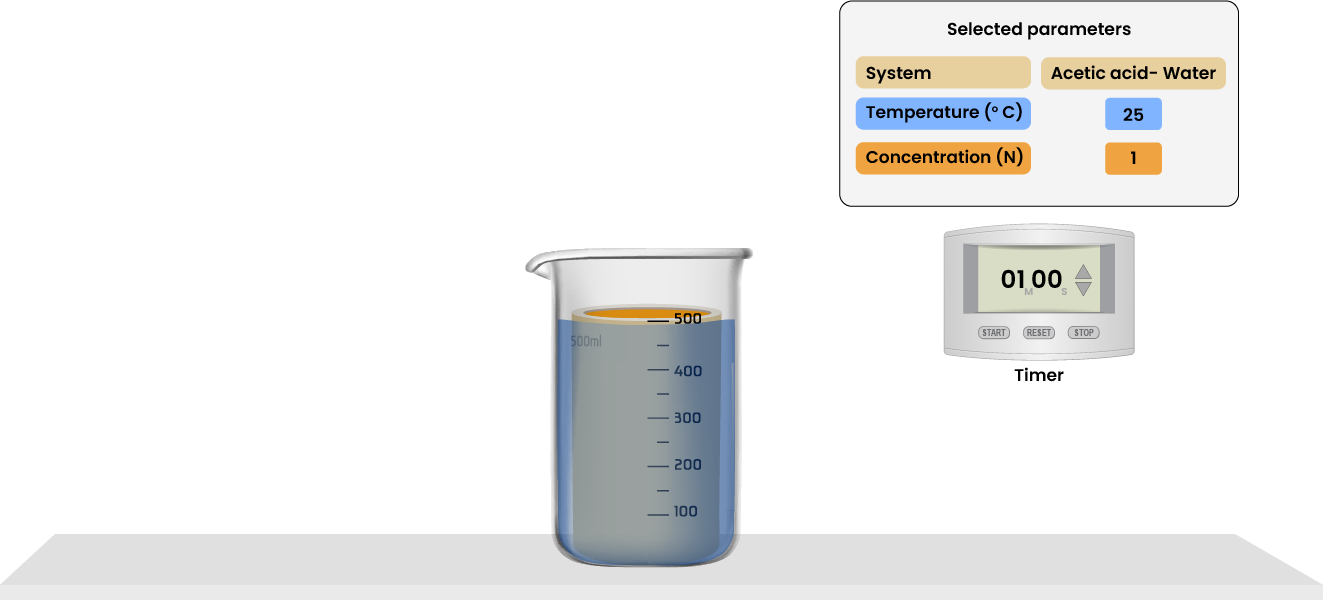 Selected parameters
System Acetic acid- Water
Temperature (° C) 25
Concentration (N) 1
01 00
M S
START RESET STOP
Timer
500
500ml
400
300
200
100